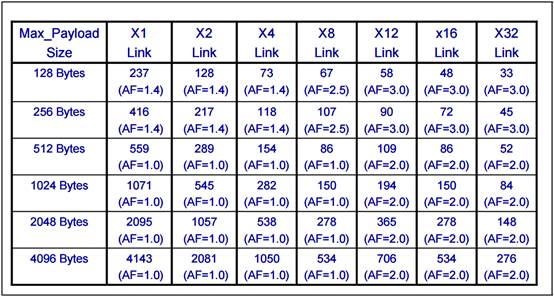 Max_Payload Size X1 Link X2 Link X4 Link X8 Link X12 Link x16 Link X32 Link
128 Bytes 237 (AF=1.4) 128 (AF=1.4) 73 (AF=1.4) 67 (AF=2.5) 58 (AF=3.0) 48 (AF=3.0) 33 (AF=3.0)
256 Bytes 416 (AF=1.4) 217 (AF=1.4) 118 (AF=1.4) 107 (AF=2.5) 90 (AF=3.0) 72 (AF=3.0) 45 (AF=3.0)
512 Bytes 559 (AF=1.0) 289 (AF=1.0) 154 (AF=1.0) 86 (AF=1.0) 109 (AF=2.0) 86 (AF=2.0) 52 (AF=2.0)
1024 Bytes 1071 (AF=1.0) 545 (AF=1.0) 282 (AF=1.0) 150 (AF=1.0) 194 (AF=2.0) 150 (AF=2.0) 84 (AF=2.0)
2048 Bytes 2095 (AF=1.0) 1057 (AF=1.0) 538 (AF=1.0) 278 (AF=1.0) 365 (AF=2.0) 278 (AF=2.0) 148 (AF=2.0)
4096 Bytes 4143 (AF=1.0) 2081 (AF=1.0) 1050 (AF=1.0) 534 (AF=1.0) 706 (AF=2.0) 534 (AF=2.0) 276 (AF=2.0)